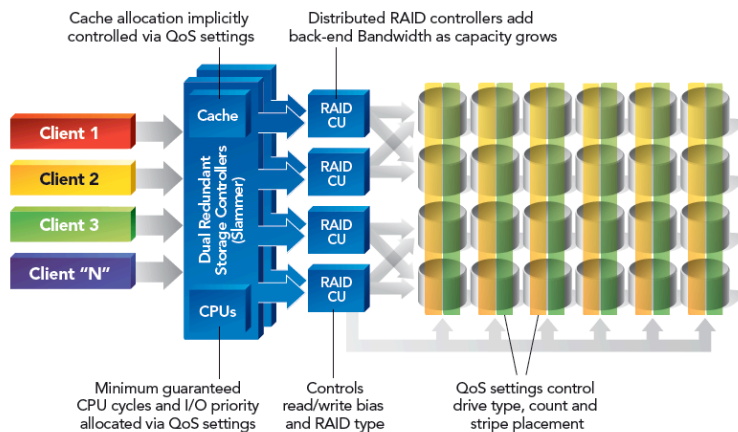 Cache allocation implicitly
controlled via QoS settings
Distributed RAID controllers add
back-end Bandwidth as capacity grows
Client 1
Client 2
Client 3
Client “N”
Cache
Dual Redundant
Storage Controllers
(Slammer)
CPUs
RAID
CU
RAID
CU
RAID
CU
RAID
CU
Minimum guaranteed
CPU cycles and I/O priority
allocated via QoS settings
Controls
read/write bias
and RAID type
QoS settings control
drive type, count and
stripe placement